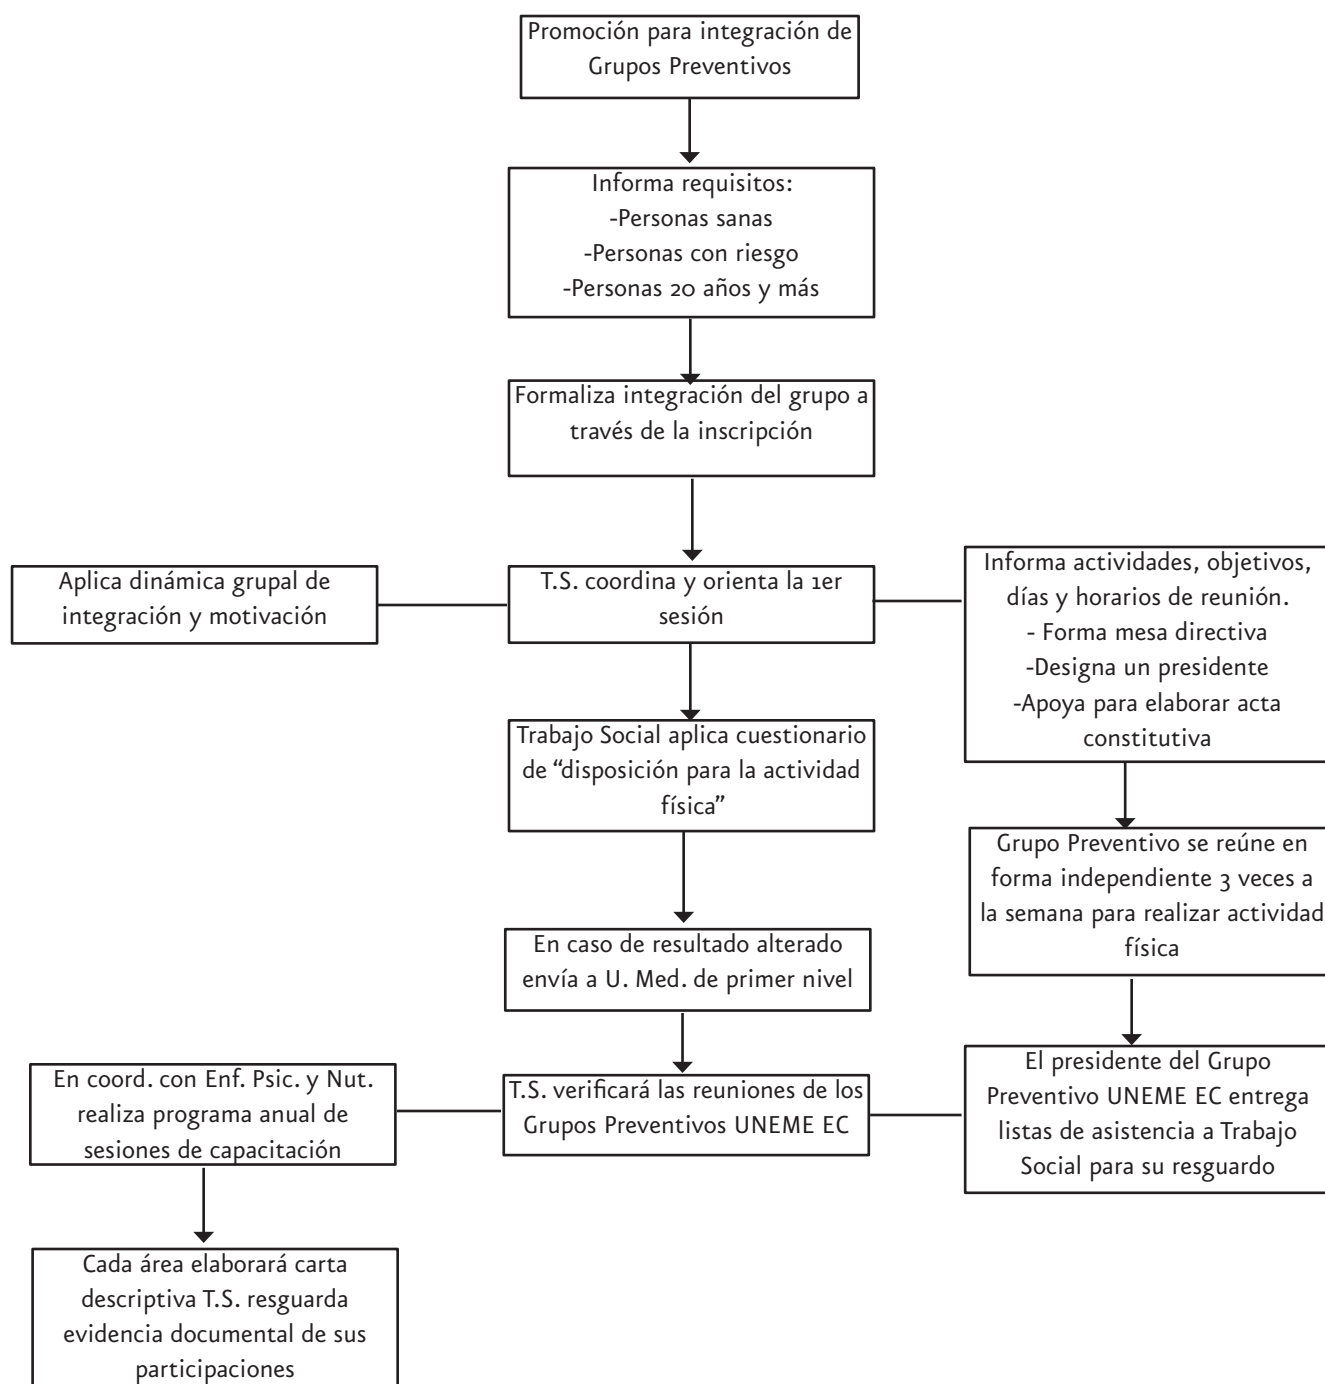 Promoción para integración de
Grupos Preventivos
Informa requisitos:
-Personas sanas
-Personas con riesgo
-Personas 20 años y más
Formaliza integración del grupo a
través de la inscripción
Aplica dinámica grupal de
integración y motivación
T.S. coordina y orienta la 1er
sesión
Informa actividades, objetivos,
días y horarios de reunión.
- Forma mesa directiva
-Designa un presidente
-Apoya para elaborar acta
constitutiva
Trabajo Social aplica cuestionario
de “disposición para la actividad
física”
Grupo Preventivo se reúne en
forma independiente 3 veces a
la semana para realizar actividad
física
En caso de resultado alterado
envía a U. Med. de primer nivel
En coord. con Enf. Psic. y Nut.
realiza programa anual de
sesiones de capacitación
T.S. verificará las reuniones de los
Grupos Preventivos UNEME EC
El presidente del Grupo
Preventivo UNEME EC entrega
listas de asistencia a Trabajo
Social para su resguardo
Cada área elaborará carta
descriptiva T.S. resguarda
evidencia documental de sus
participaciones